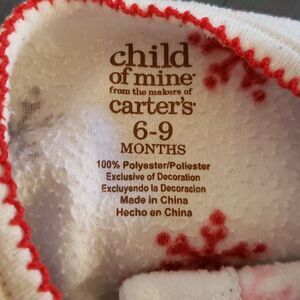 child
of mine
from the makers of
carter's
6-9
MONTHS
100% Polyester/Poliester
Exclusive of Decoration
Excluyendo la Decoracion
Made in China
Hecho en China